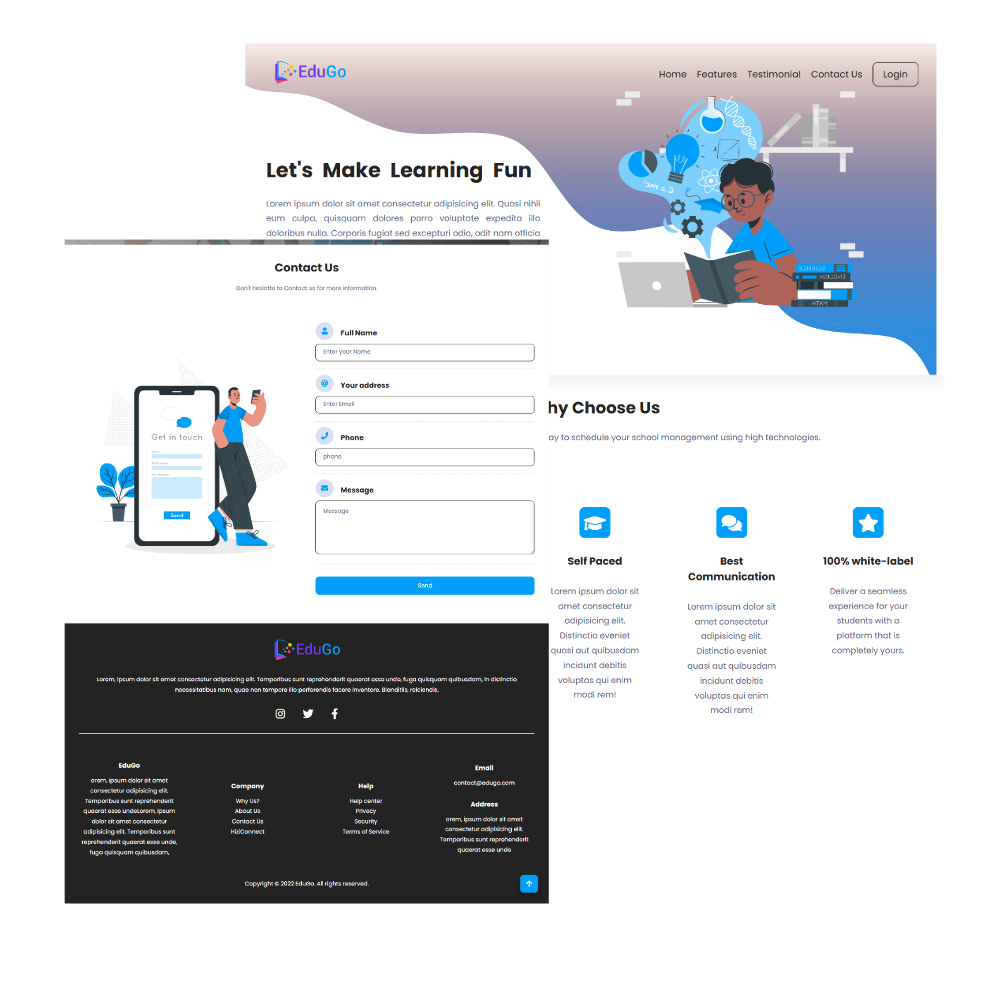 EduGo
Home Features Testimonial Contact Us Login
Let's Make Learning Fun
Lorem ipsum dolor sit amet consectetur adipisicing elit. Quasi nihil
eum culpa, quisquam dolores porro voluptate expedita illo
doloribus nulla. Corporis fugiat sed excepturi odio, odit nam officia
hy Choose Us
ay to schedule your school management using high technologies.
Self Paced
Lorem ipsum dolor sit
amet consectetur
adipisicing elit.
Distinctio eveniet
quasi aut quibusdam
incidunt debitis
voluptas qui enim
modi rem!
Best
Communication
Lorem ipsum dolor sit
amet consectetur
adipisicing elit.
Distinctio eveniet
quasi aut quibusdam
incidunt debitis
voluptas qui enim
modi rem!
100% white-label
Deliver a seamless
experience for your
students with a
platform that is
completely yours.
Contact Us
Don't hesiatte to Contact us for more information.
Get in touch
Send
Full Name
Enter your Name
Your address
Enter Email
Phone
phone
Message
Message
Send
EduGo
Lorem, ipsum dolor sit amet consectetur adipisicing elit. Temporibus sunt reprehenderit quaerat esse unde, fuga quisquam quibusdam, in distinctio
necessitatibus nam, quae non tempore illo perferendis facere inventore. Blanditiis, reiciendis.
EduGo
orem, ipsum dolor sit amet
consectetur adipisicing elit.
Temporibus sunt reprehenderit
quaerat esse undeLorem, ipsum
dolor sit amet consectetur
adipisicing elit. Temporibus sunt
reprehenderit quaerat esse unde,
fuga quisquam quibusdam,
Company
Why Us?
About Us
Contact Us
HiziConnect
Help
Help center
Privacy
Security
Terms of Service
Email
contact@edugo.com
Address
orem, ipsum dolor sit amet
consectetur adipisicing elit.
Temporibus sunt reprehenderit
quaerat esse unde
Copyright © 2022 EduGo. All rights reserved.